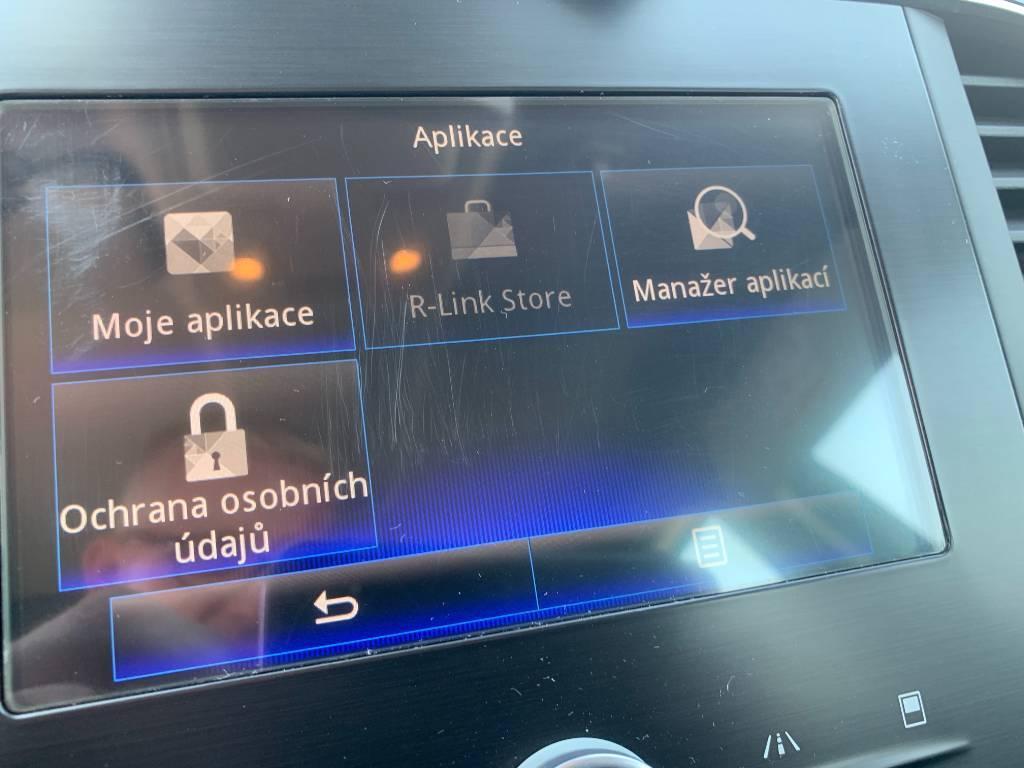 Aplikace
Moje aplikace
R-Link Store
Manažer aplikací
Ochrana osobních
údajů